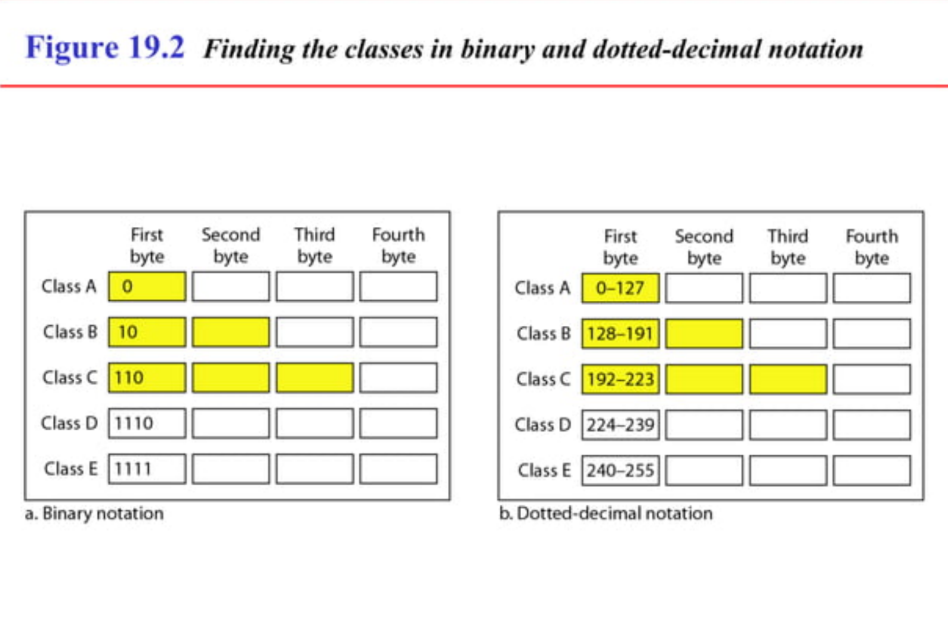 Figure 19.2 Finding the classes in binary and dotted-decimal notation
First Second Third Fourth
byte byte byte byte
Class A 0
Class B 10
Class C 110
Class D 1110
Class E 1111
a. Binary notation
First Second Third Fourth
byte byte byte byte
Class A 0–127
Class B 128–191
Class C 192–223
Class D 224–239
Class E 240–255
b. Dotted-decimal notation